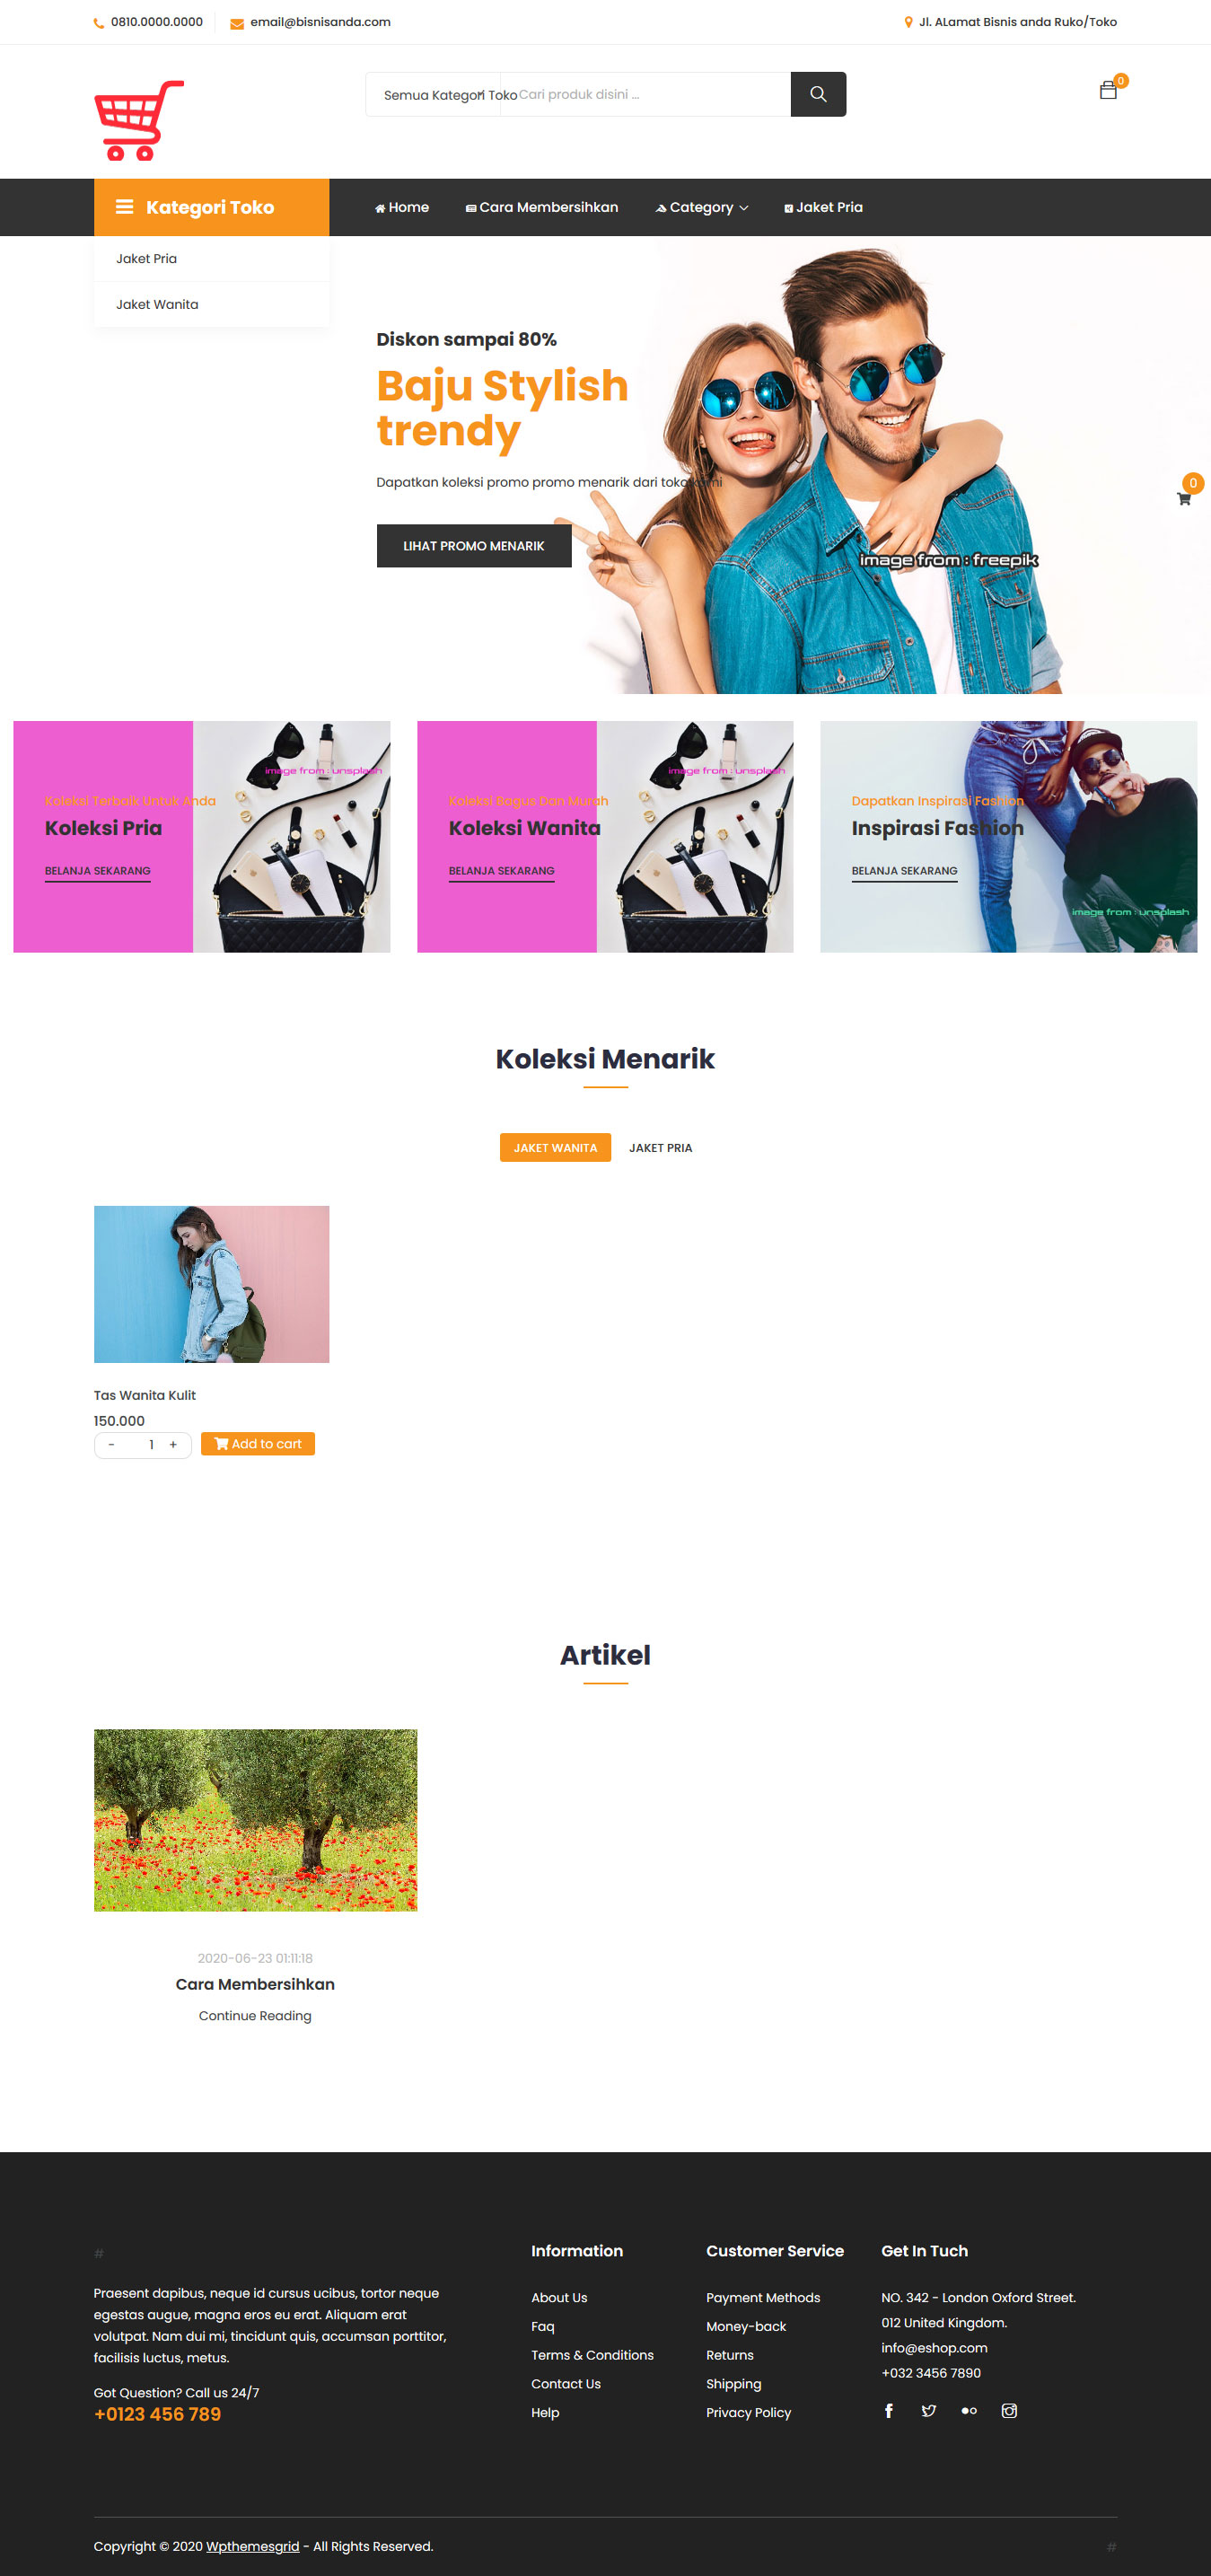 0810.0000.0000
email@bisnisanda.com
Jl. ALamat Bisnis anda Ruko/Toko
Semua Kategori Toko
Cari produk disini ...
0
Kategori Toko
Home
Cara Membersihkan
Category
Jaket Pria
Jaket Pria
Jaket Wanita
Diskon sampai 80%
Baju Stylish
trendy
Dapatkan koleksi promo promo menarik dari toko kami
LIHAT PROMO MENARIK
image from : freepik
0
image from : unsplash
Koleksi Terbaik Untuk Anda
Koleksi Pria
BELANJA SEKARANG
image from : unsplash
Koleksi Bagus Dan Murah
Koleksi Wanita
BELANJA SEKARANG
Dapatkan Inspirasi Fashion
Inspirasi Fashion
BELANJA SEKARANG
image from : unsplash
Koleksi Menarik
JAKET WANITA
JAKET PRIA
Tas Wanita Kulit
150.000
- 1 +
Add to cart
Artikel
2020-06-23 01:11:18
Cara Membersihkan
Continue Reading
#
Praesent dapibus, neque id cursus ucibus, tortor neque
egestas augue, magna eros eu erat. Aliquam erat
volutpat. Nam dui mi, tincidunt quis, accumsan porttitor,
facilisis luctus, metus.
Got Question? Call us 24/7
+0123 456 789
Information
About Us
Faq
Terms & Conditions
Contact Us
Help
Customer Service
Payment Methods
Money-back
Returns
Shipping
Privacy Policy
Get In Tuch
NO. 342 - London Oxford Street.
012 United Kingdom.
info@eshop.com
+032 3456 7890
Copyright © 2020 Wpthemesgrid - All Rights Reserved.
#